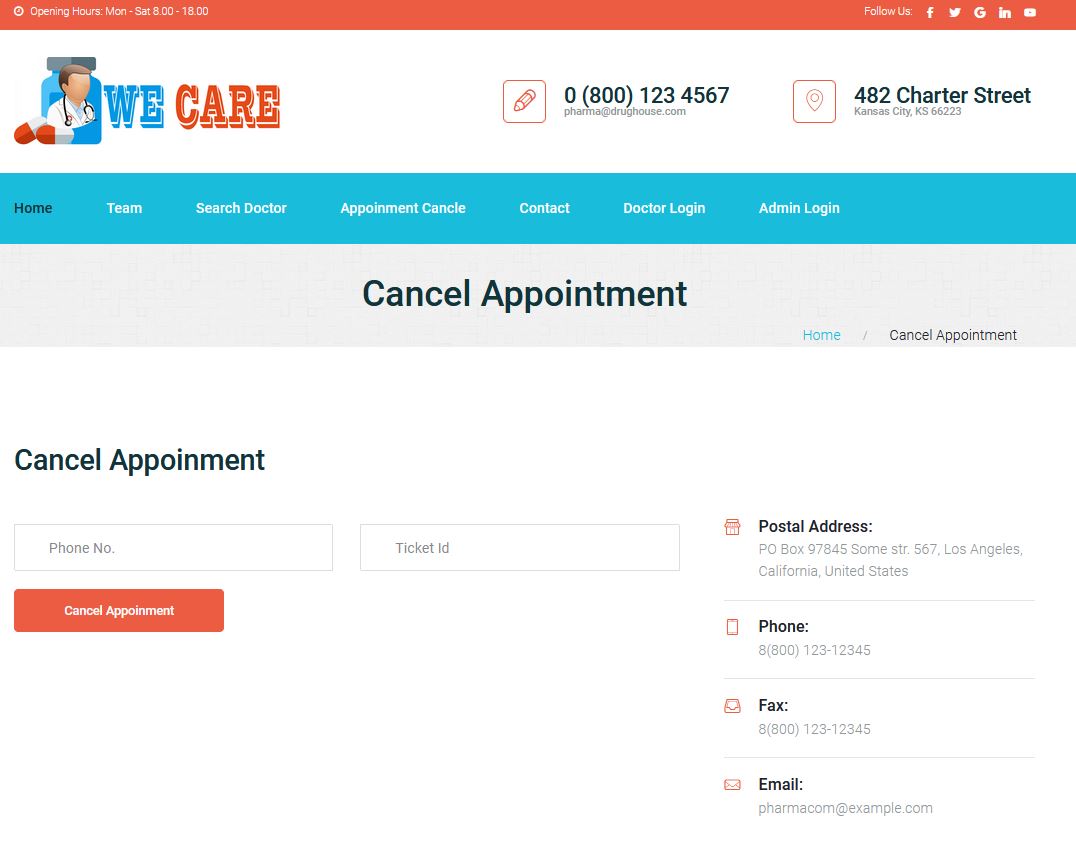 Opening Hours: Mon - Sat 8.00 - 18.00
Follow Us:
WE CARE
0 (800) 123 4567
pharma@drughouse.com
482 Charter Street
Kansas City, KS 66223
Home
Team
Search Doctor
Appoinment Cancle
Contact
Doctor Login
Admin Login
Cancel Appointment
Home / Cancel Appointment
Cancel Appoinment
Phone No.
Ticket Id
Cancel Appoinment
Postal Address:
PO Box 97845 Some str. 567, Los Angeles,
California, United States
Phone:
8(800) 123-12345
Fax:
8(800) 123-12345
Email:
pharmacom@example.com